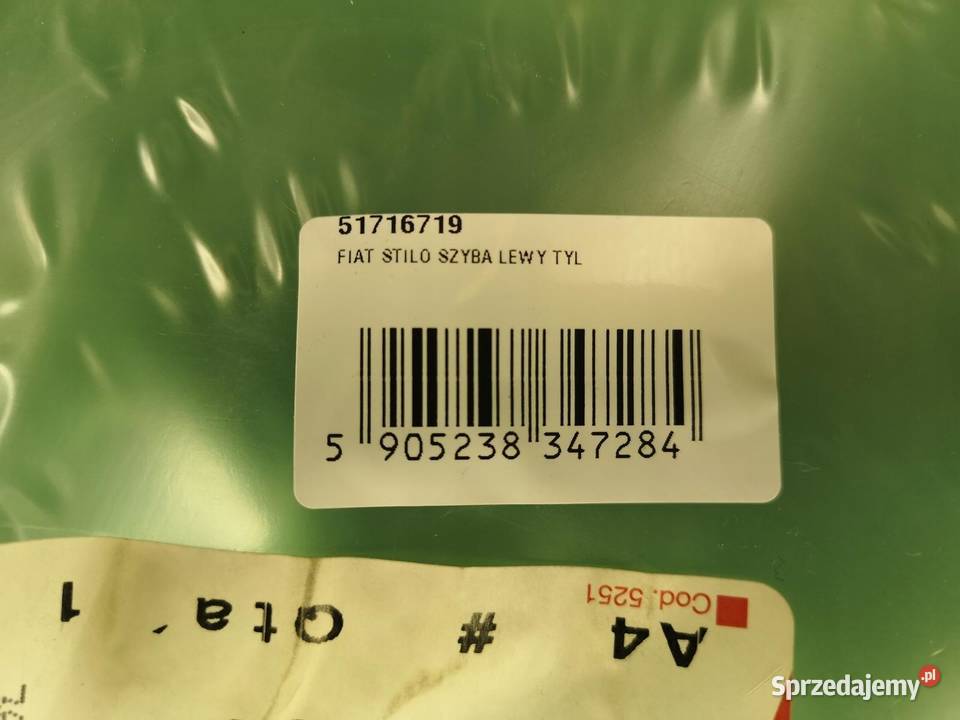 51716719
FIAT STILO SZYBA LEWY TYL
5 905238 347284
Cod. 5251
A4 # Qta' 1
Sprzedajemy.pl